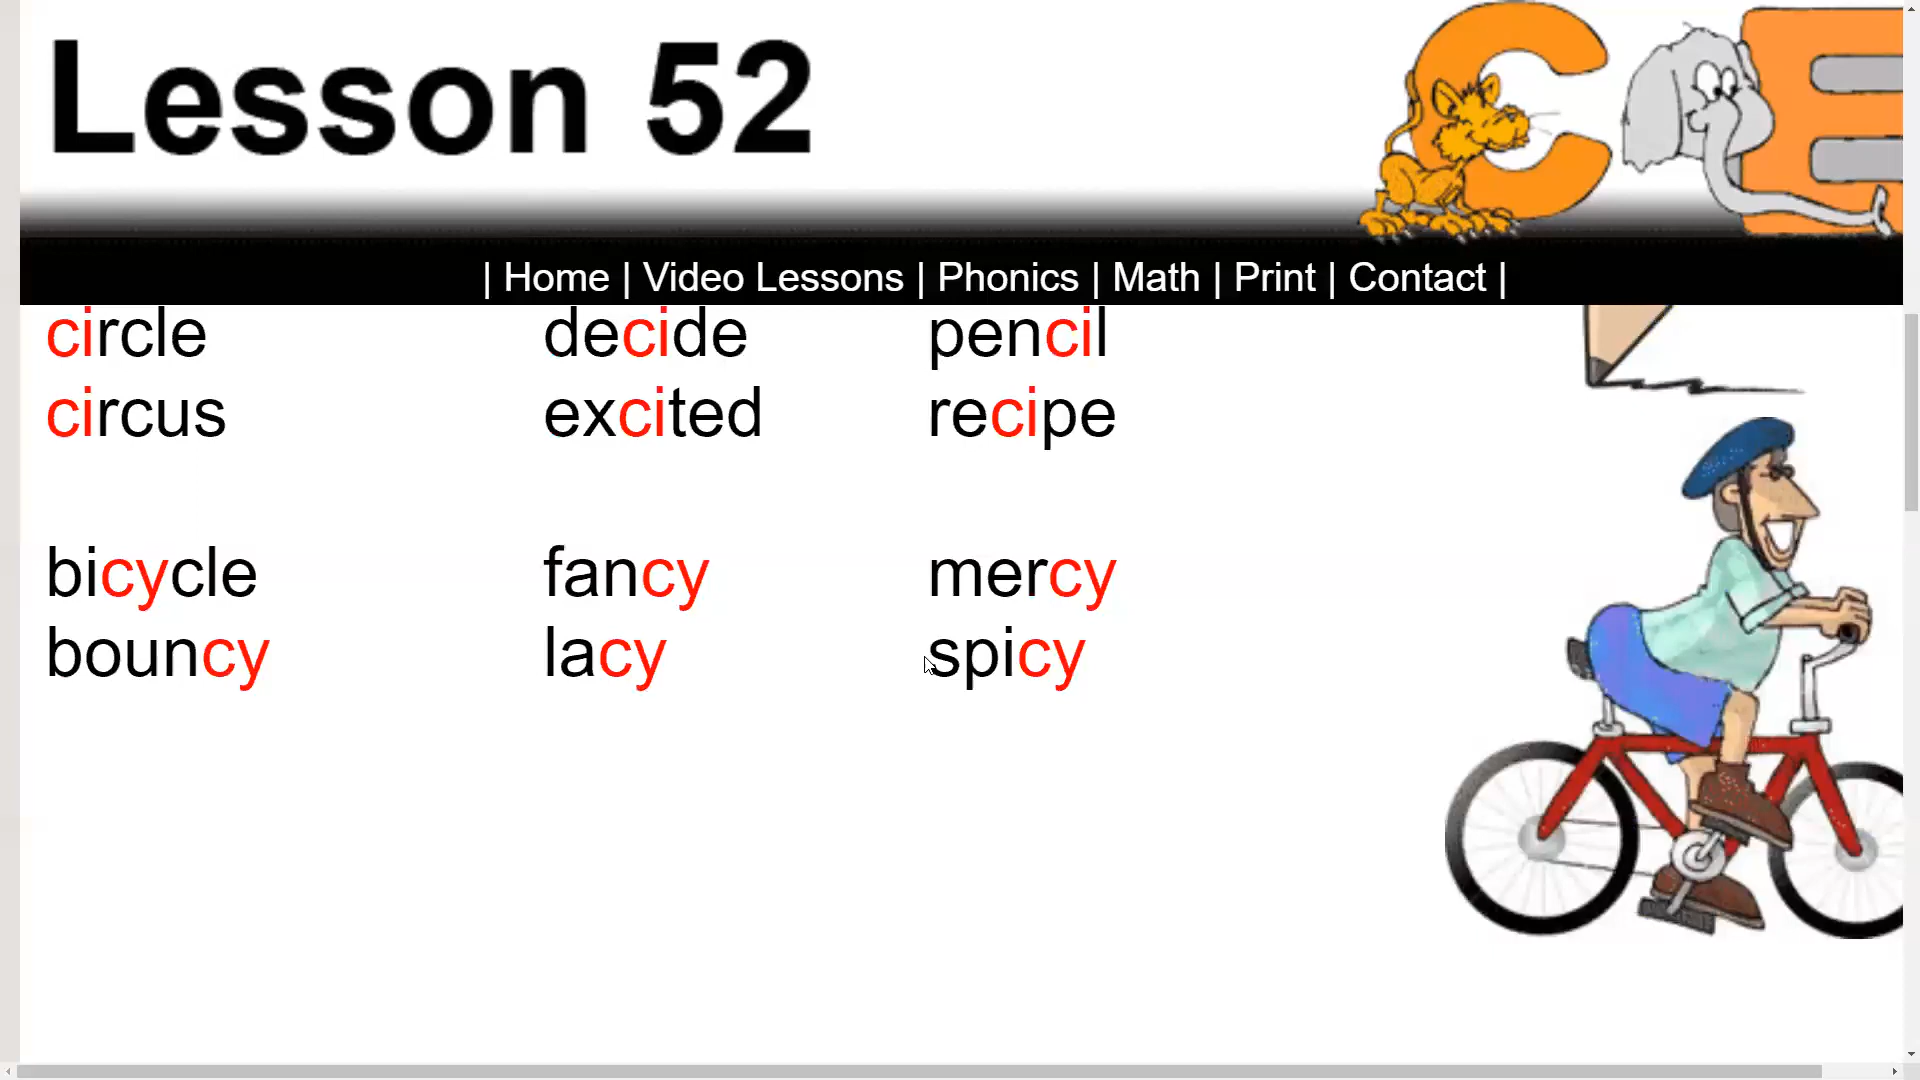 Lesson 52
C E
| Home | Video Lessons | Phonics | Math | Print | Contact |
circle decide pencil
circus excited recipe
bicycle fancy mercy
bouncy lacy spicy